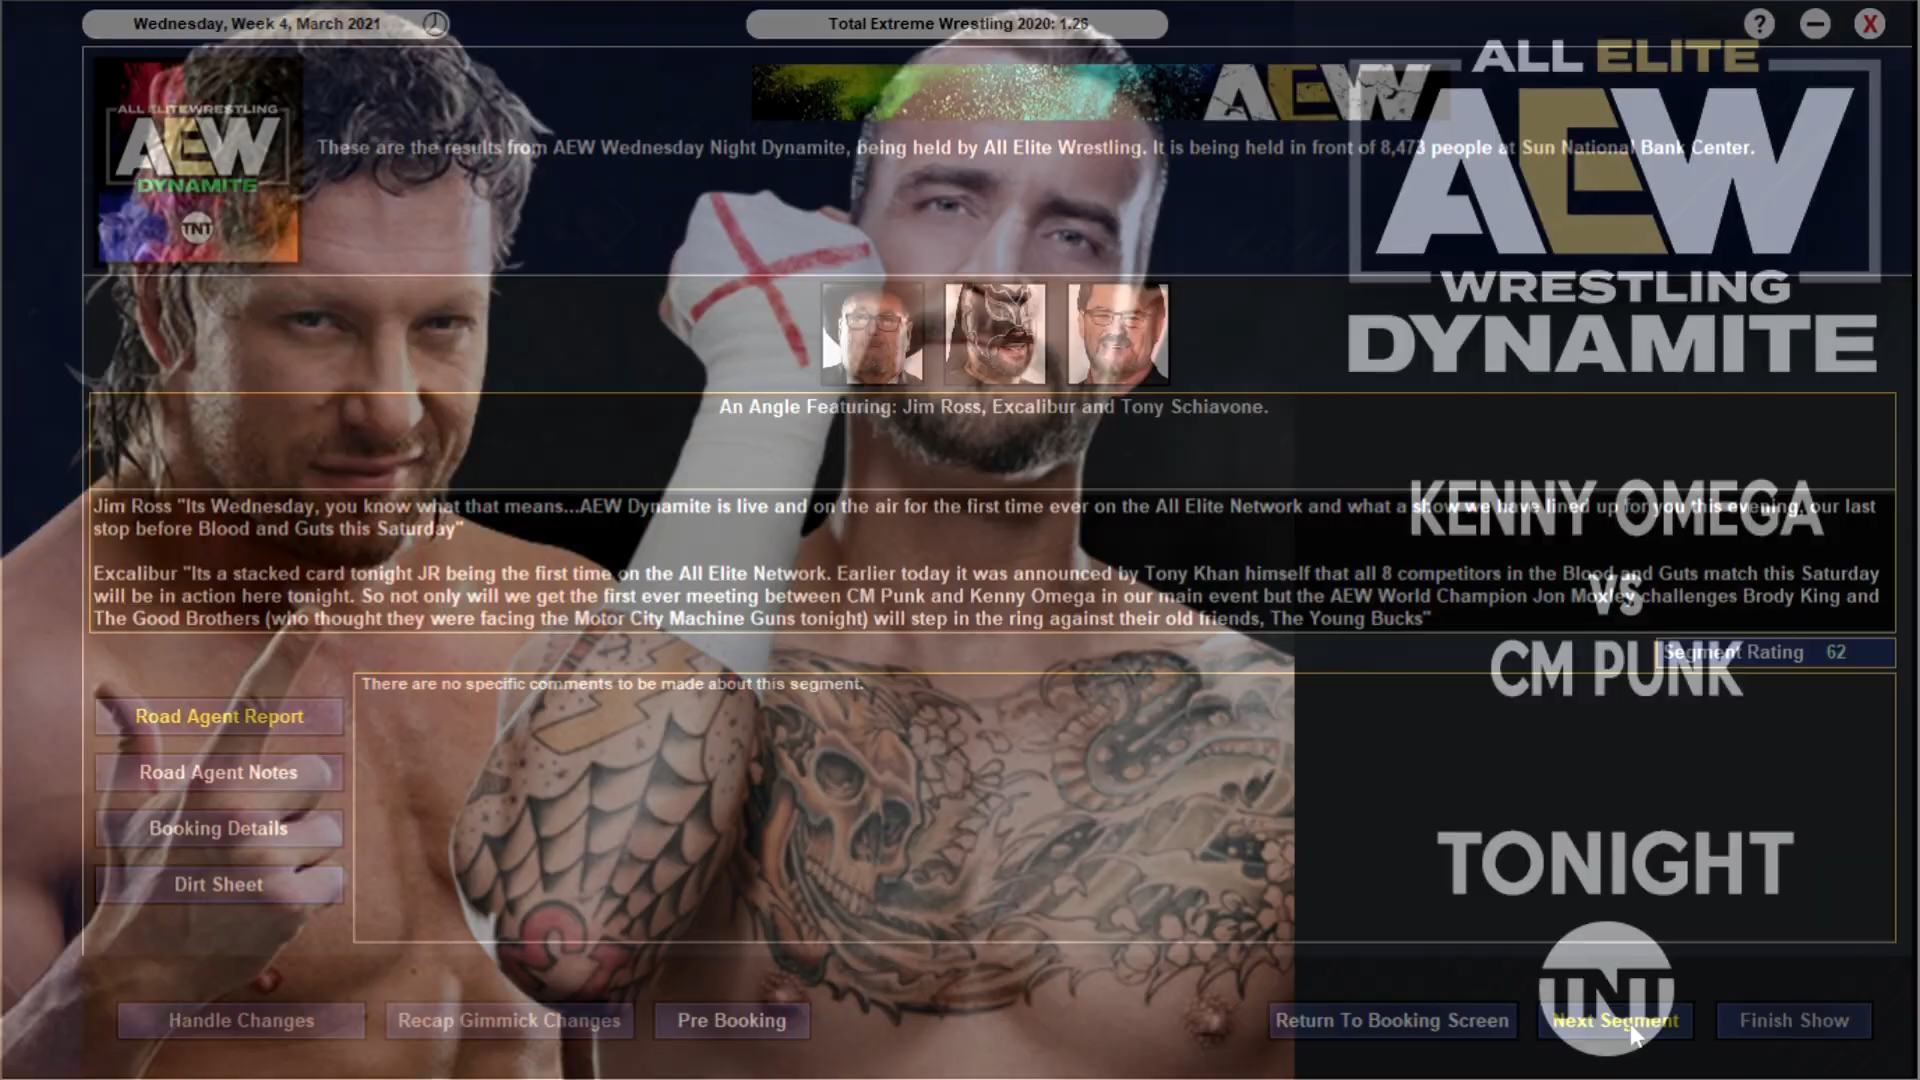 Wednesday, Week 4, March 2021
Total Extreme Wrestling 2020: 1.26
?
X
ALL ELITE
AEW
WRESTLING
DYNAMITE
ALL ELITE WRESTLING
AEW
DYNAMITE
TNT
AEW
These are the results from AEW Wednesday Night Dynamite, being held by All Elite Wrestling. It is being held in front of 8,473 people at Sun National Bank Center.
An Angle Featuring: Jim Ross, Excalibur and Tony Schiavone.
Jim Ross "Its Wednesday, you know what that means...AEW Dynamite is live and on the air for the first time ever on the All Elite Network and what a show we have lined up for you this evening, our last
stop before Blood and Guts this Saturday"
Excalibur "Its a stacked card tonight JR being the first time on the All Elite Network. Earlier today it was announced by Tony Khan himself that all 8 competitors in the Blood and Guts match this Saturday
will be in action here tonight. So not only will we get the first ever meeting between CM Punk and Kenny Omega in our main event but the AEW World Champion Jon Moxley challenges Brody King and
The Good Brothers (who thought they were facing the Motor City Machine Guns tonight) will step in the ring against their old friends, The Young Bucks"
KENNY OMEGA
VS
CM PUNK
TONIGHT
TNT
Segment Rating 62
There are no specific comments to be made about this segment.
Road Agent Report
Road Agent Notes
Booking Details
Dirt Sheet
Handle Changes
Recap Gimmick Changes
Pre Booking
Return To Booking Screen
Next Segment
Finish Show